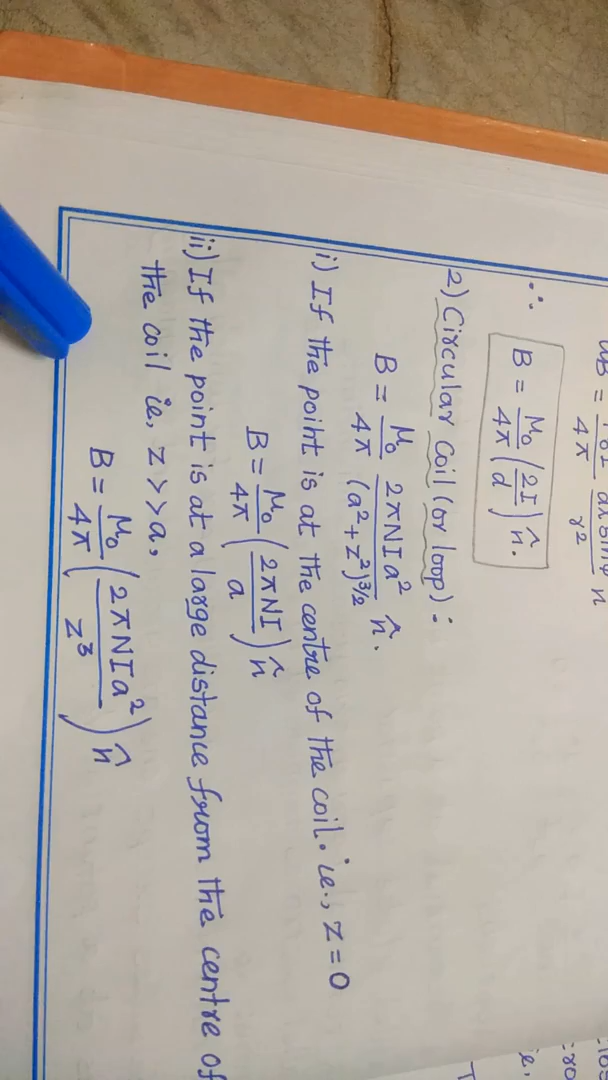 ∴ B = μ₀/4π (2I/d) n̂.
2) Circular Coil (or loop) :
B = μ₀/4π 2πNIa²/(a²+z²)^3/2 n̂.
i) If the point is at the centre of the coil. i.e., z = 0
B = μ₀/4π (2πNI/a) n̂
ii) If the point is at a large distance from the centre of
the coil ie, z >> a,
B = μ₀/4π (2πNIa²/z³) n̂